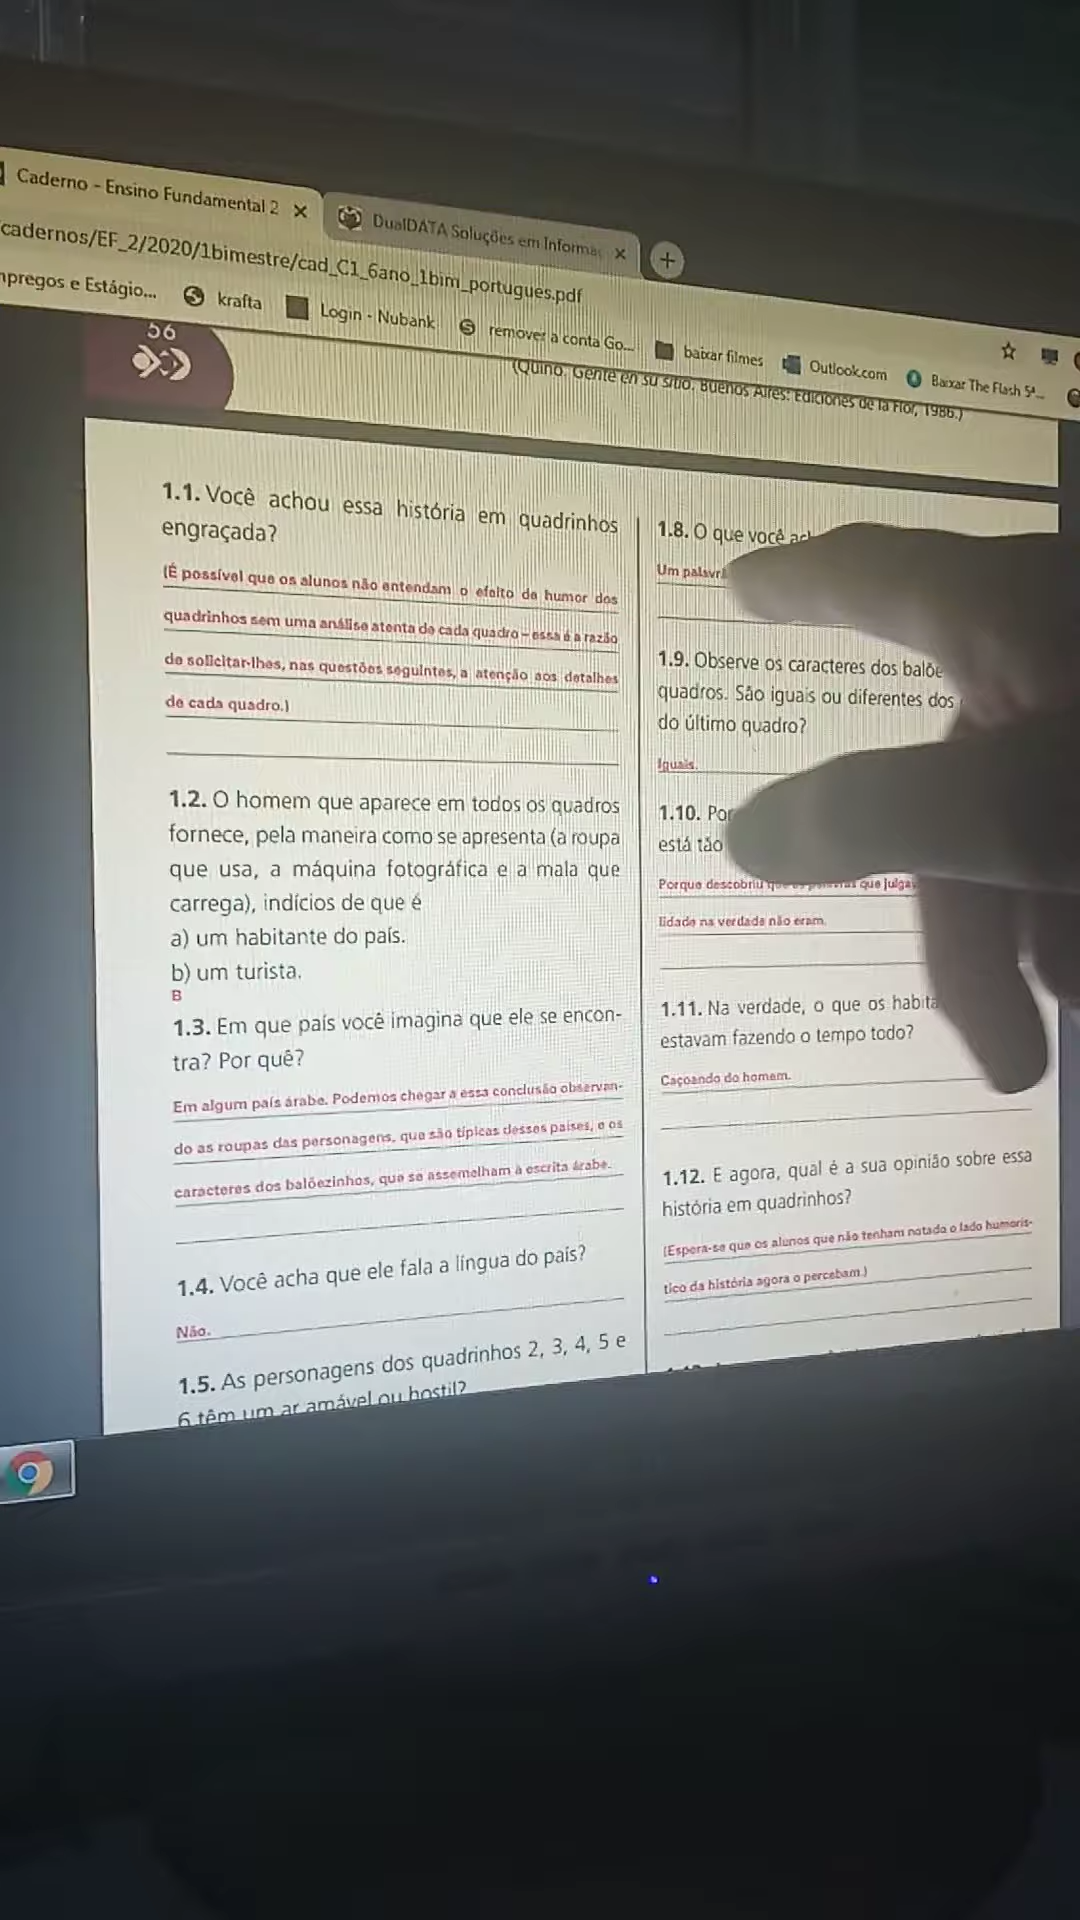 Caderno - Ensino Fundamental 2 ×
DualDATA Soluções em Informa ×
+
cadernos/EF_2/2020/1bimestre/cad_C1_6ano_1bim_portugues.pdf
pregos e Estágio...
krafta
Login - Nubank
remover a conta Go...
baixar filmes
Outlook.com
Baixar The Flash 5ª...
56
(Quino. Gente en su sitio. Buenos Aires: Ediciones de la Flor, 1986.)
1.1. Você achou essa história em quadrinhos
engraçada?
(É possível que os alunos não entendam o efeito de humor dos
quadrinhos sem uma análise atenta de cada quadro – essa é a razão
de solicitar-lhes, nas questões seguintes, a atenção aos detalhes
de cada quadro.)
1.2. O homem que aparece em todos os quadros
fornece, pela maneira como se apresenta (a roupa
que usa, a máquina fotográfica e a mala que
carrega), indícios de que é
a) um habitante do país.
b) um turista.
B
1.3. Em que país você imagina que ele se encon-
tra? Por quê?
Em algum país árabe. Podemos chegar a essa conclusão observan-
do as roupas das personagens, que são típicas desses países, e os
caracteres dos balõezinhos, que se assemelham à escrita árabe.
1.4. Você acha que ele fala a língua do país?
Não.
1.5. As personagens dos quadrinhos 2, 3, 4, 5 e
6 têm um ar amável ou hostil?
1.8. O que você
Um
1.9. Observe os caracteres dos
quadros. São iguais ou diferentes dos
do último quadro?
Iguais.
1.10.
está tão
Porque descobriu que
lidade na verdade não eram.
1.11. Na verdade, o que os
estavam fazendo o tempo todo?
Caçoando do homem.
1.12. E agora, qual é a sua opinião sobre essa
história em quadrinhos?
(Espera-se que os alunos que não tenham notado o lado humorís-
tico da história agora o percebam.)